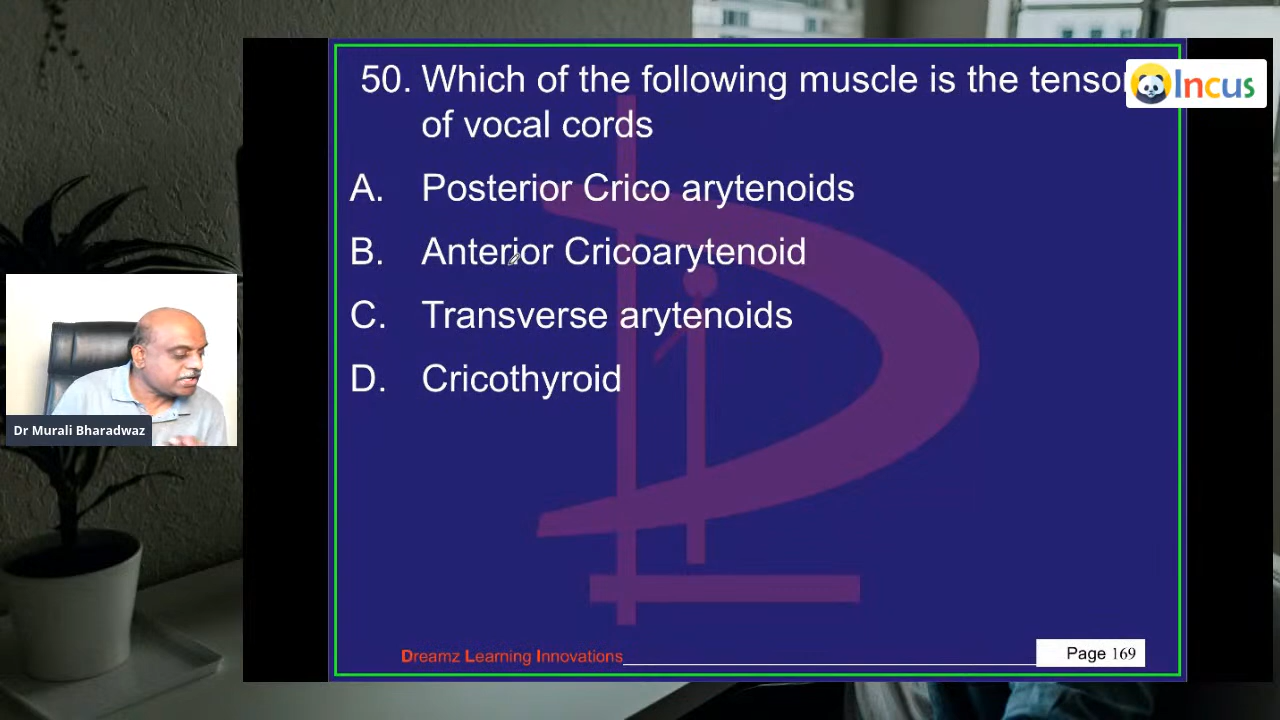 50. Which of the following muscle is the tensor
of vocal cords
Incus
A. Posterior Crico arytenoids
B. Anterior Cricoarytenoid
C. Transverse arytenoids
D. Cricothyroid
Dr Murali Bharadwaz
Dreamz Learning Innovations
Page 169